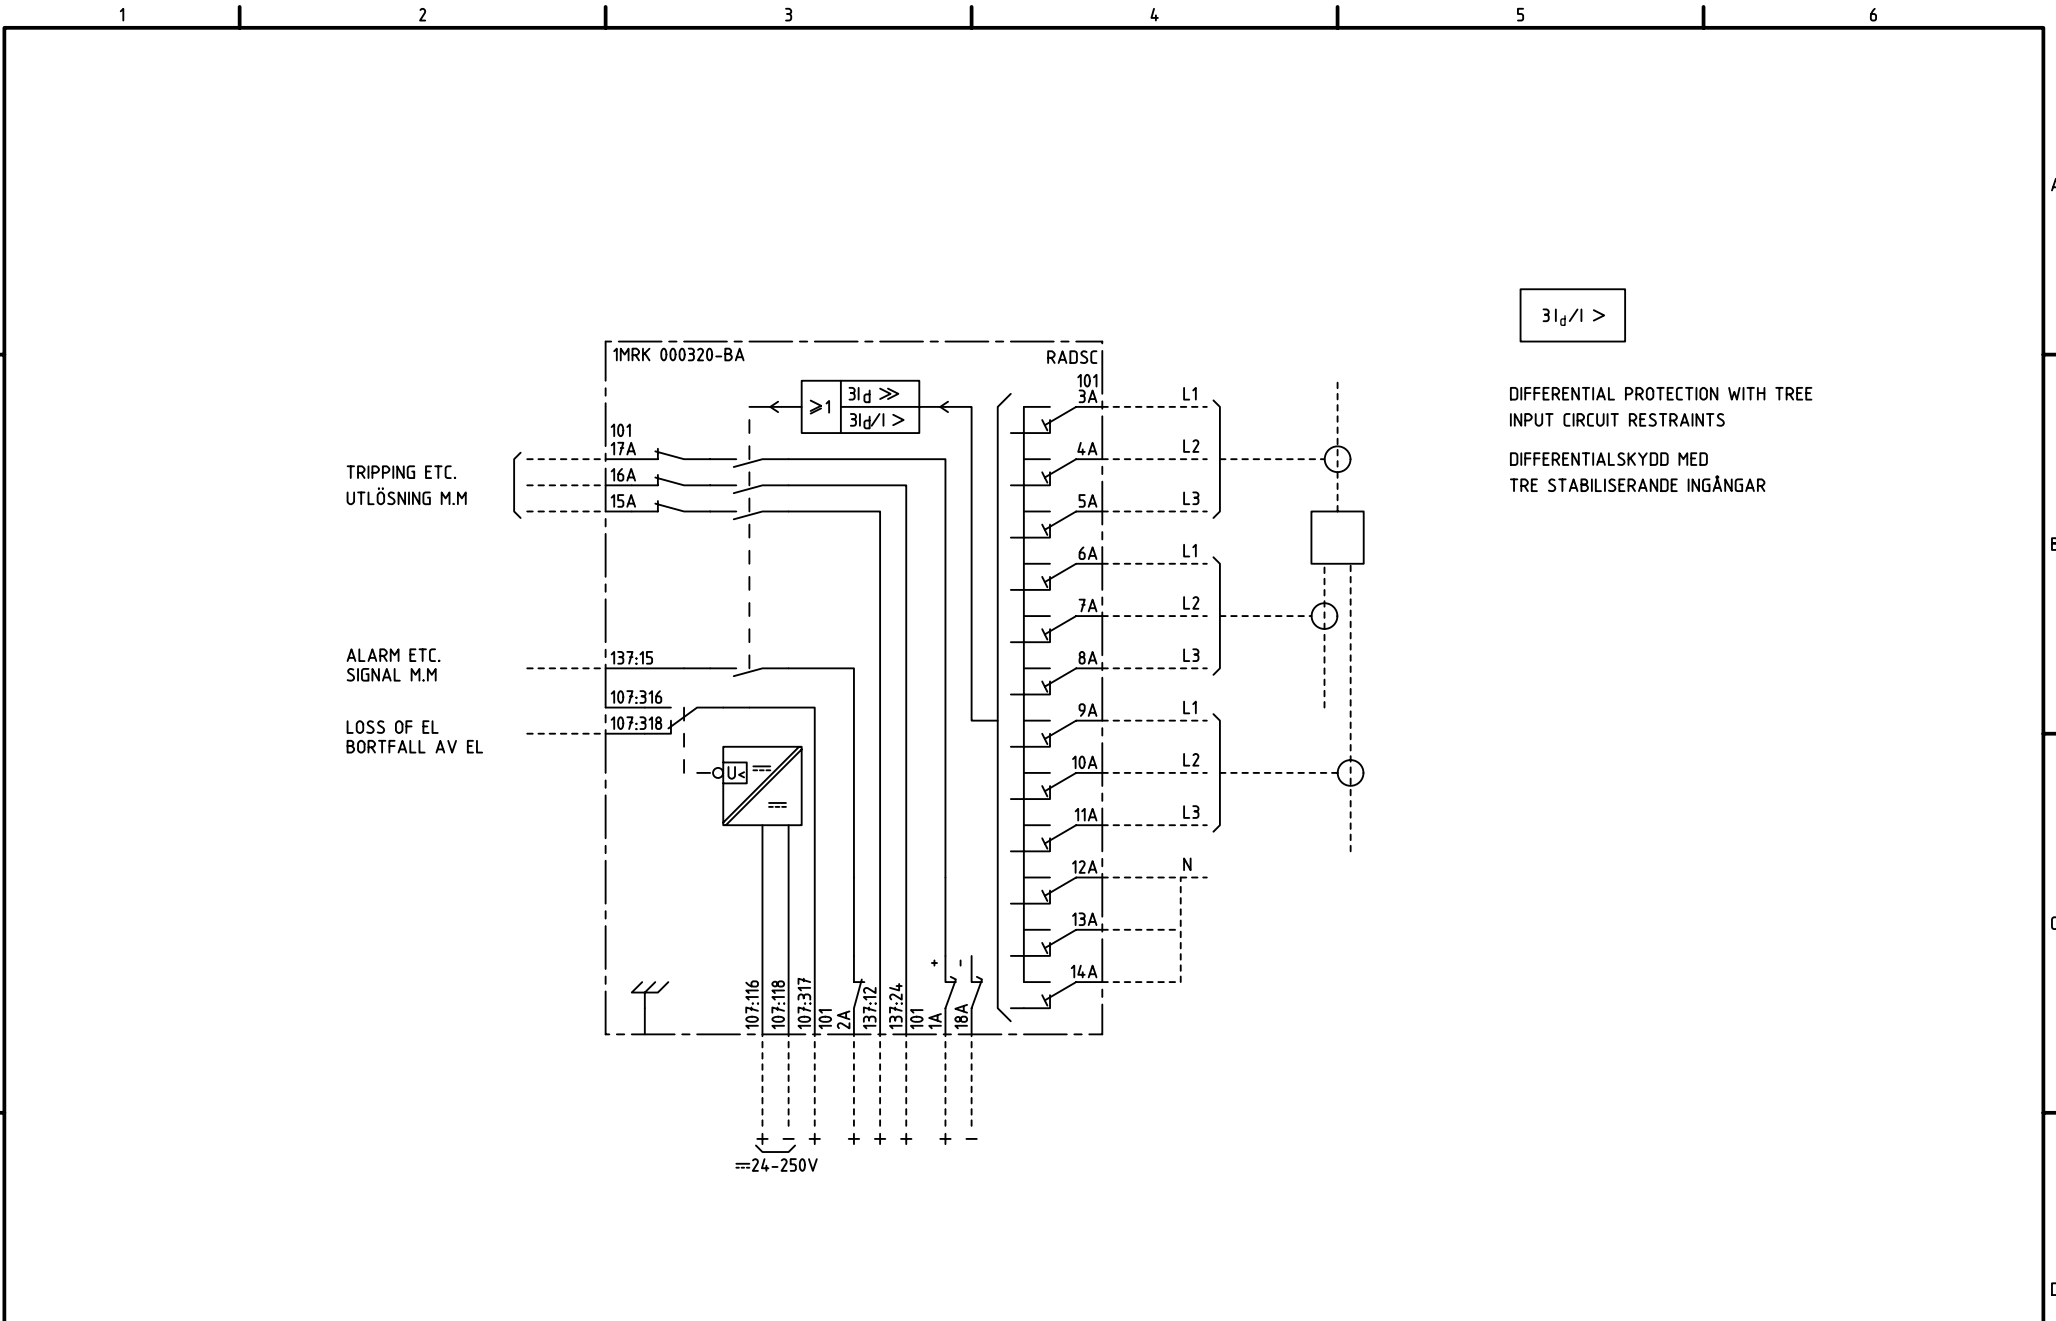 1 2 3 4 5 6
A
3Id/I >
1MRK 000320-BA
RADSC
DIFFERENTIAL PROTECTION WITH TREE
INPUT CIRCUIT RESTRAINTS
DIFFERENTIALSKYDD MED
TRE STABILISERANDE INGÅNGAR
≥1
3Id >>
3Id/I >
101
3A
L1
4A
L2
5A
L3
6A
L1
7A
L2
8A
L3
9A
L1
10A
L2
11A
L3
12A
N
13A
14A
101
17A
16A
15A
TRIPPING ETC.
UTLÖSNING M.M
ALARM ETC.
SIGNAL M.M
137:15
107:316
107:318
LOSS OF EL
BORTFALL AV EL
U<
+ -
107:116
107:118
107:317
101
2A
137:12
137:24
101
1A
18A
+ − + + + + + −
24-250V
B
C
D